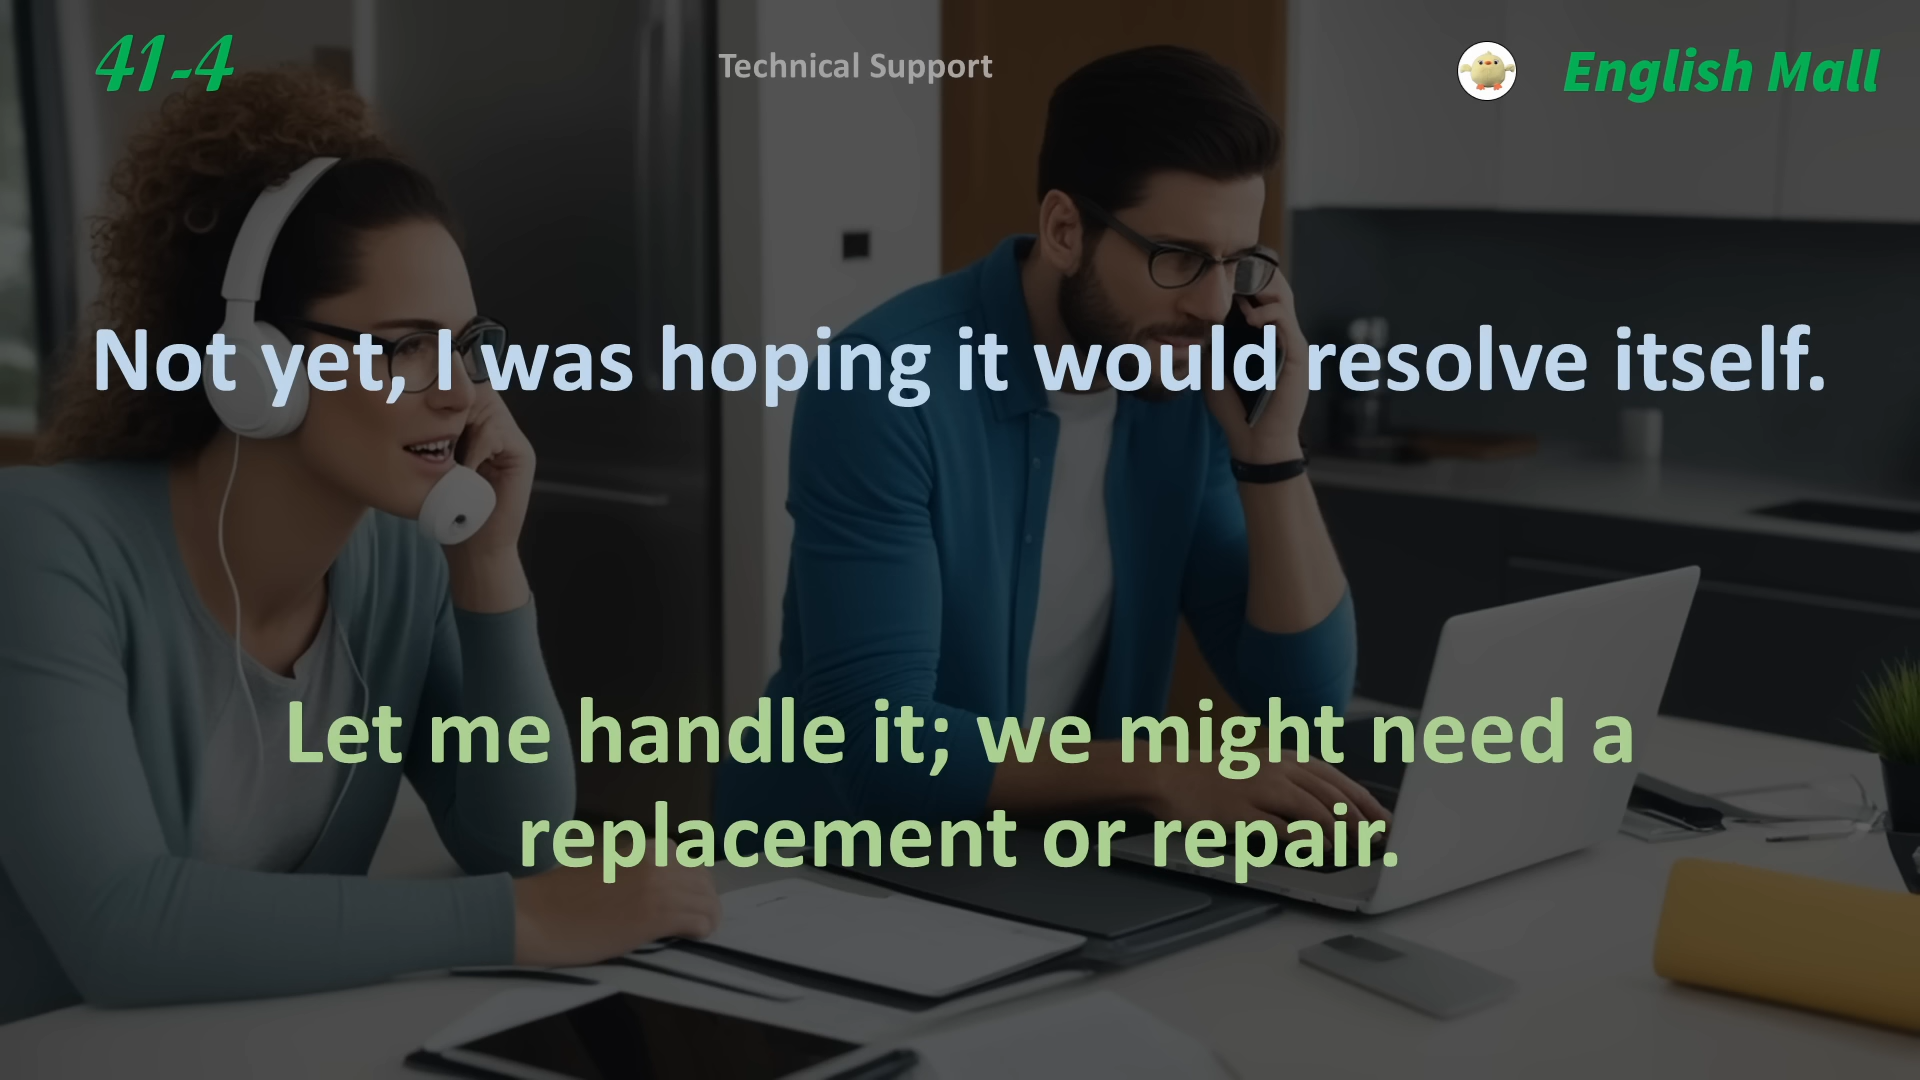 41-4
Technical Support
English Mall
Not yet, I was hoping it would resolve itself.
Let me handle it; we might need a
replacement or repair.